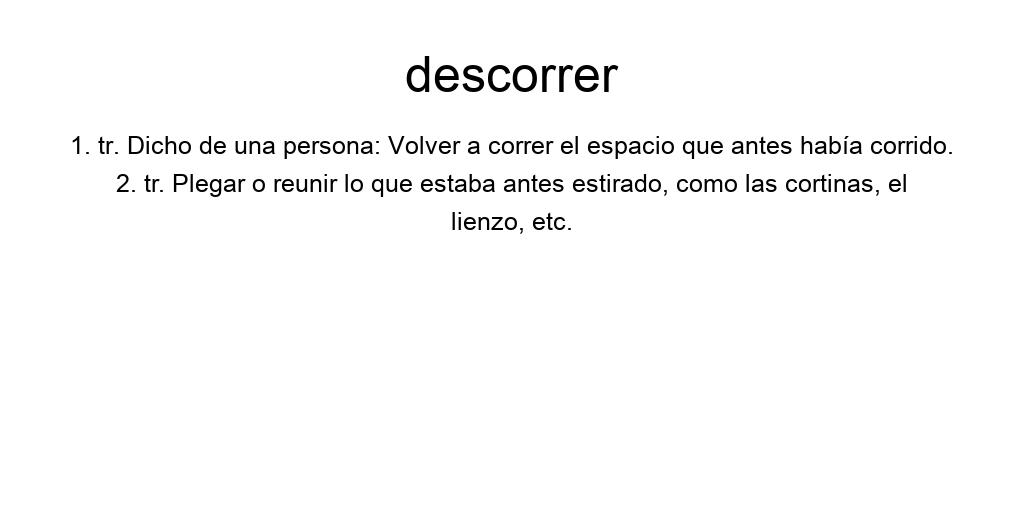 descorrer
1. tr. Dicho de una persona: Volver a correr el espacio que antes había corrido.
2. tr. Plegar o reunir lo que estaba antes estirado, como las cortinas, el
lienzo, etc.